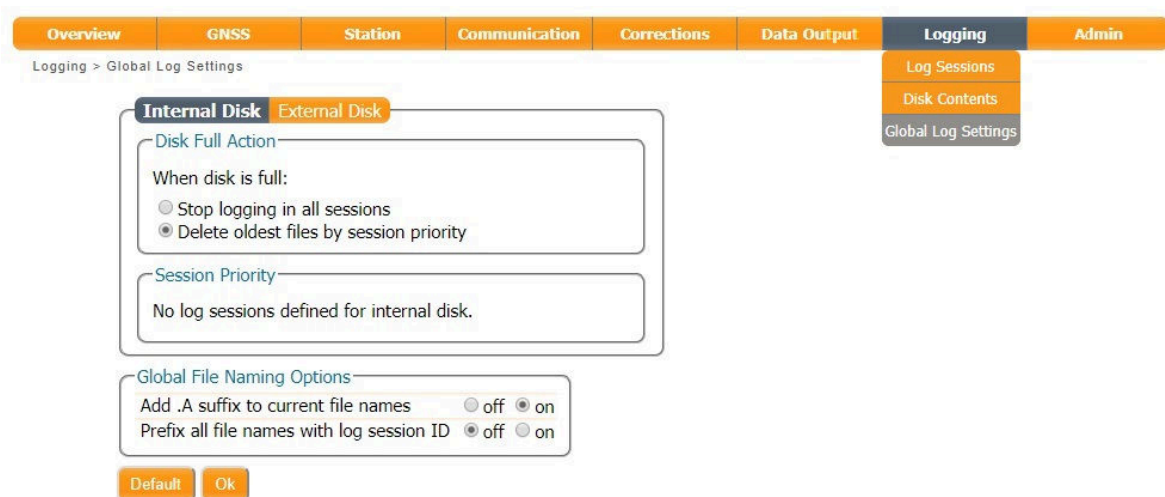 Overview GNSS Station Communication Corrections Data Output Logging Admin
Logging > Global Log Settings
Log Sessions
Disk Contents
Global Log Settings
Internal Disk External Disk
Disk Full Action
When disk is full:
Stop logging in all sessions
Delete oldest files by session priority
Session Priority
No log sessions defined for internal disk.
Global File Naming Options
Add .A suffix to current file names off on
Prefix all file names with log session ID off on
Default Ok